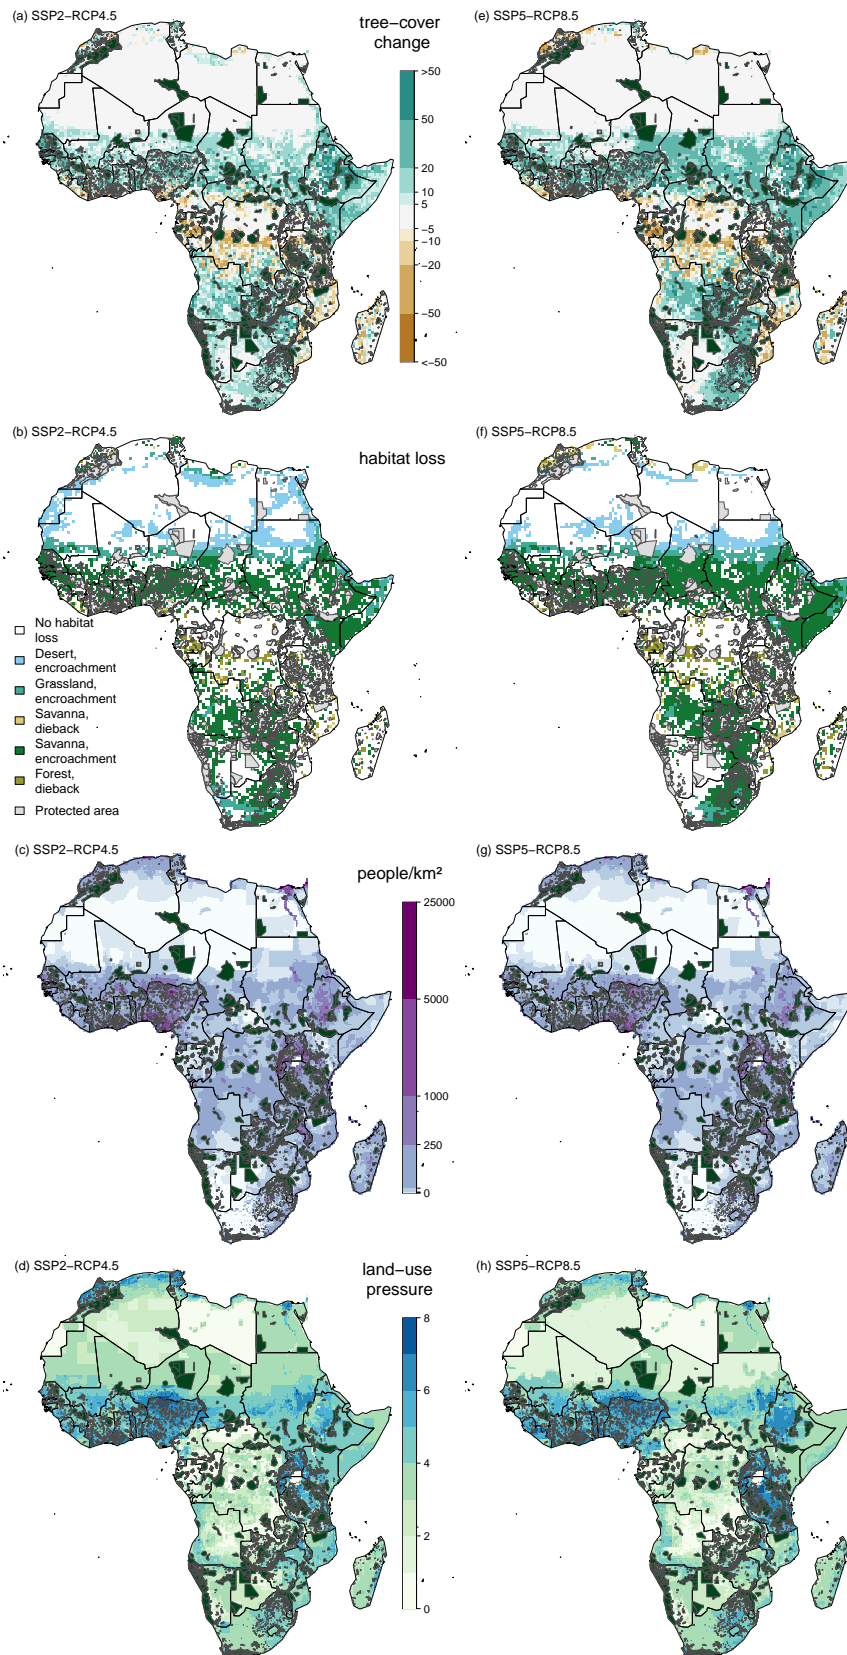 (a) SSP2−RCP4.5
tree−cover
change
>50
50
20
10
5
−5
−10
−20
−50
<−50
(e) SSP5−RCP8.5
(b) SSP2−RCP4.5
habitat loss
No habitat
loss
Desert,
encroachment
Grassland,
encroachment
Savanna,
dieback
Savanna,
encroachment
Forest,
dieback
Protected area
(f) SSP5−RCP8.5
(c) SSP2−RCP4.5
people/km²
25000
5000
1000
250
0
(g) SSP5−RCP8.5
(d) SSP2−RCP4.5
land−use
pressure
8
6
4
2
0
(h) SSP5−RCP8.5